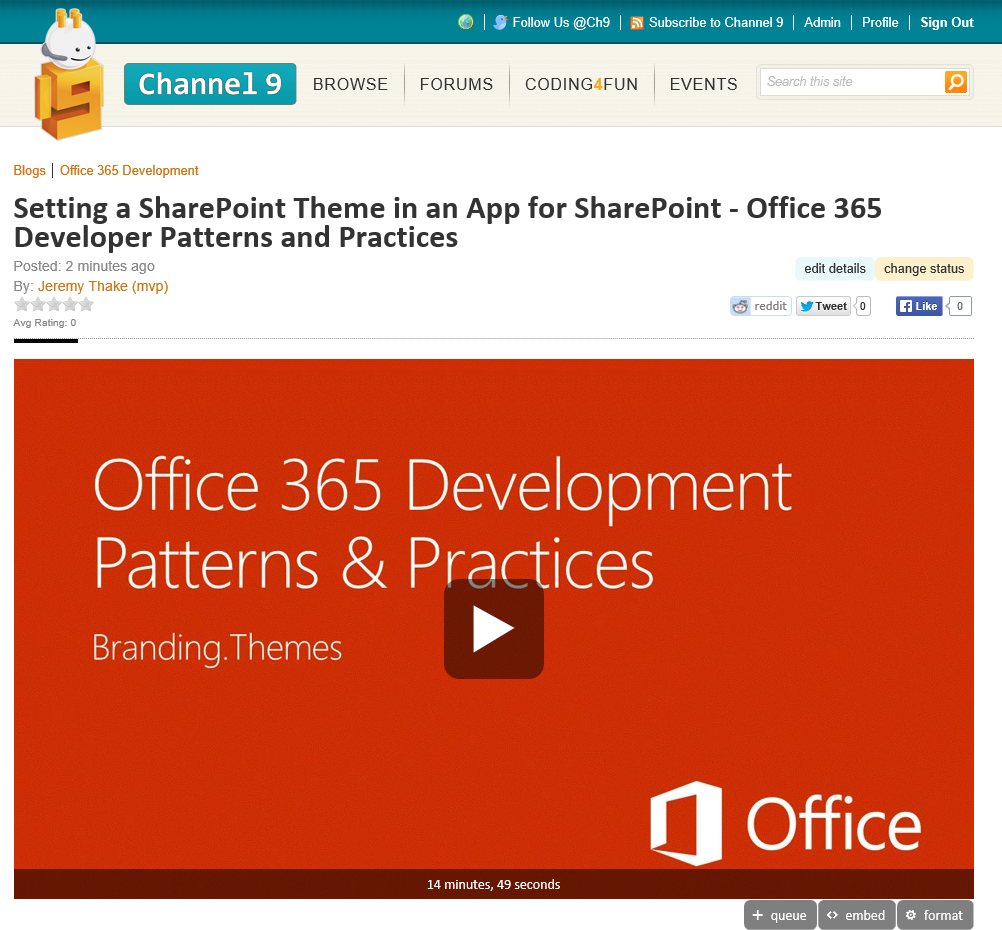 Follow Us @Ch9
Subscribe to Channel 9
Admin
Profile
Sign Out
9
Channel 9
BROWSE
FORUMS
CODING4FUN
EVENTS
Search this site
Blogs
Office 365 Development
Setting a SharePoint Theme in an App for SharePoint - Office 365
Developer Patterns and Practices
Posted: 2 minutes ago
edit details
change status
By: Jeremy Thake (mvp)
Avg Rating: 0
reddit
Tweet
0
Like
0
Office 365 Development
Patterns & Practices
Branding.Themes
Office
14 minutes, 49 seconds
queue
embed
format